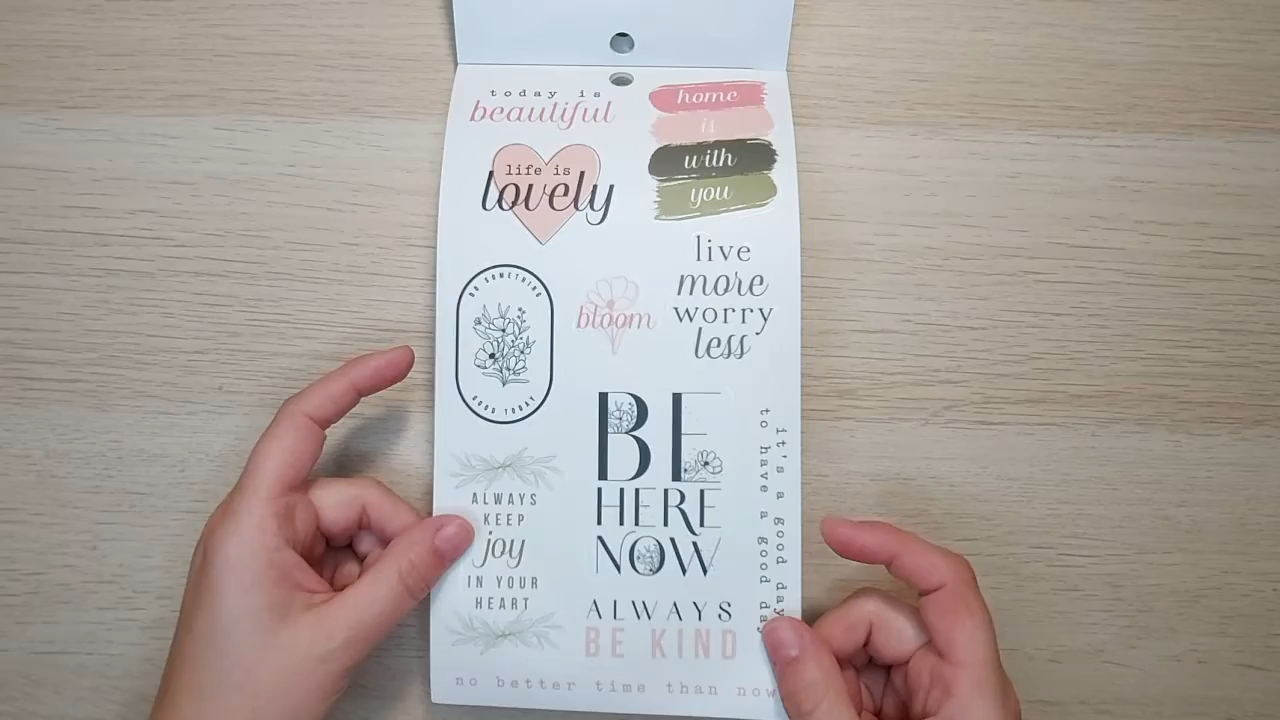 today is
beautiful
home
is
with
you
life is
lovely
DO SOMETHING
GOOD TODAY
bloom
live
more
worry
less
BE
HERE
NOW
it's a good day
to have a good day
ALWAYS
KEEP
joy
IN YOUR
HEART
ALWAYS
BE KIND
no better time than now